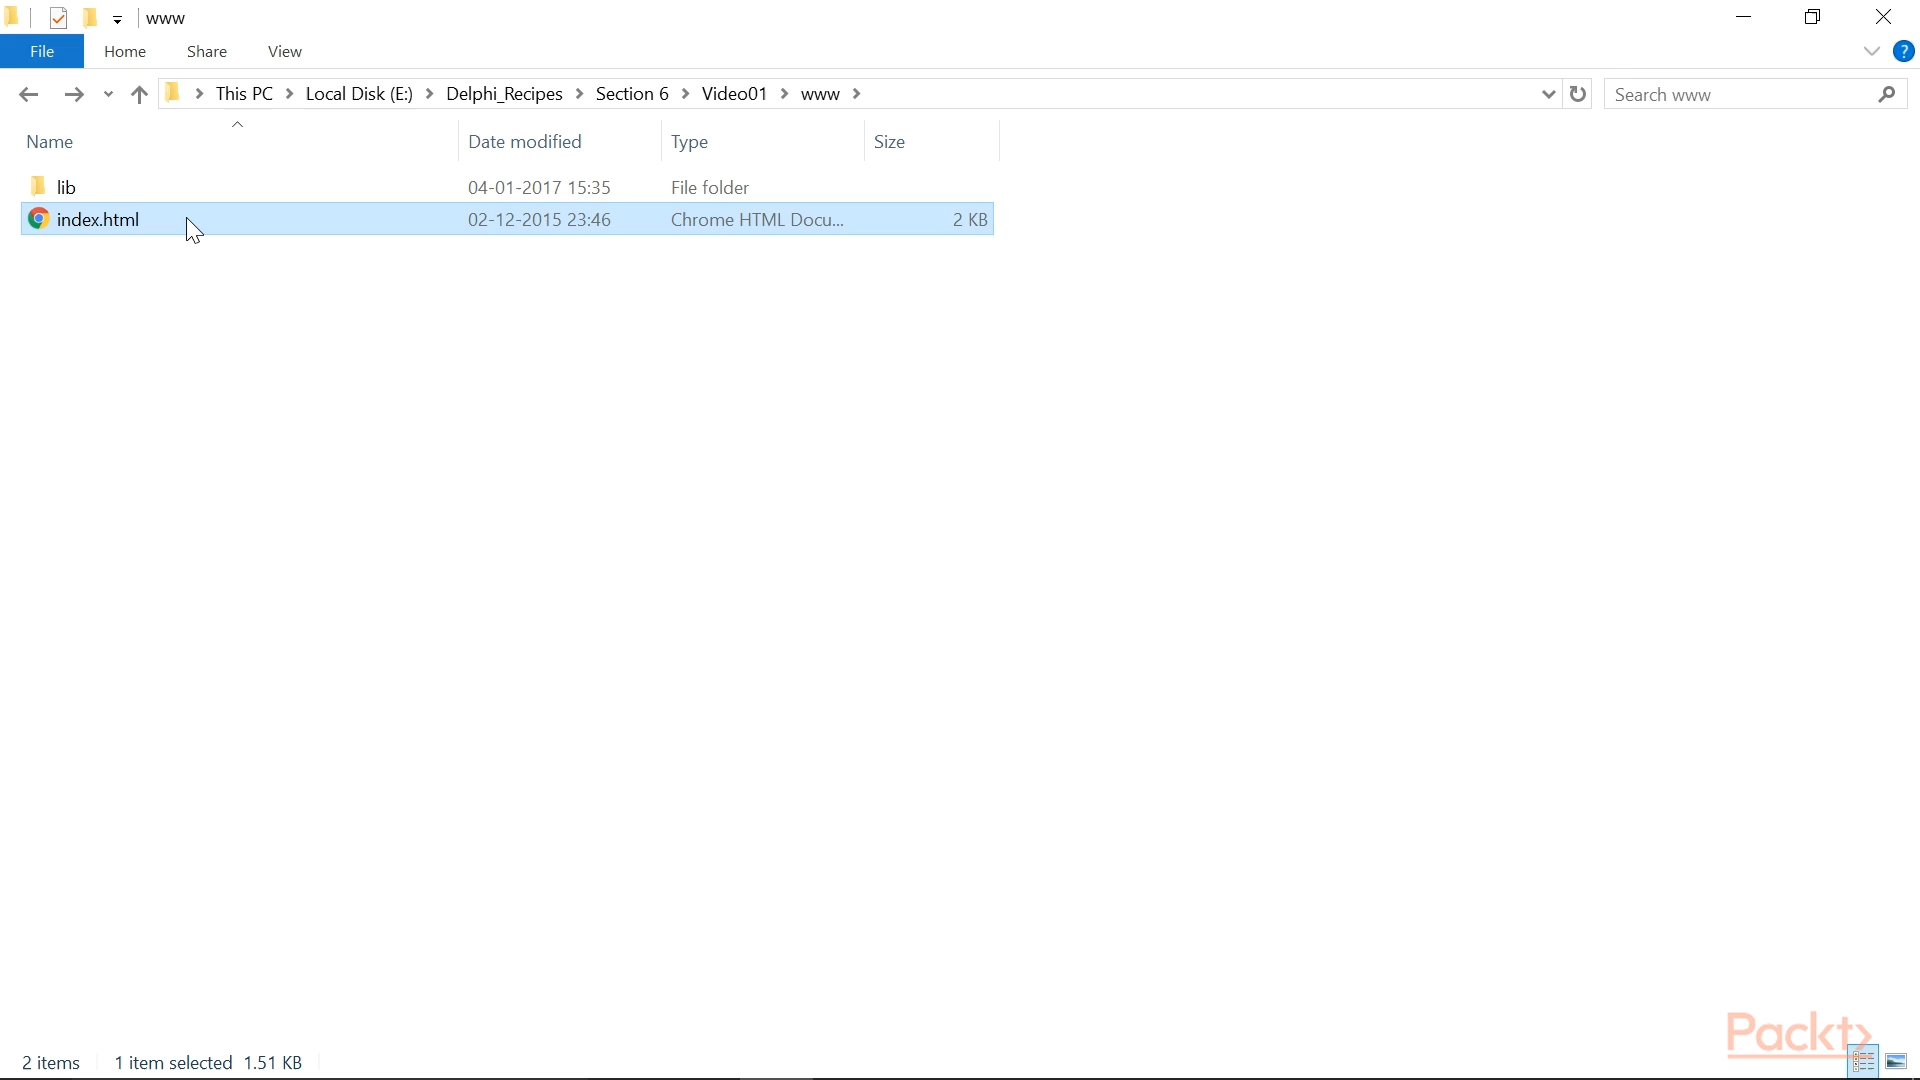 www
File Home Share View
This PC Local Disk (E:) Delphi_Recipes Section 6 Video01 www Search www
Name Date modified Type Size
lib 04-01-2017 15:35 File folder
index.html 02-12-2015 23:46 Chrome HTML Docu... 2 KB
Packt
2 items 1 item selected 1.51 KB